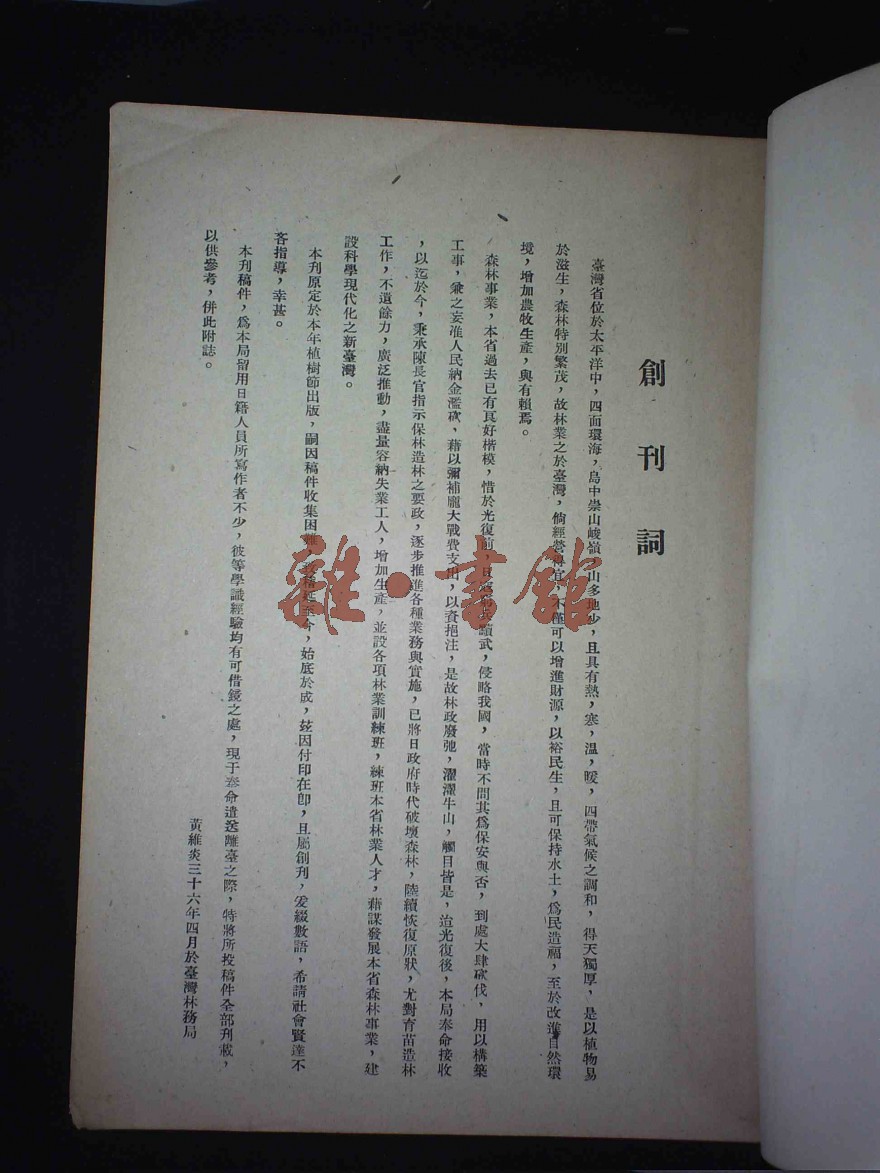 創刊詞
臺灣省位於太平洋中，四面環海，島中崇山峻嶺，山多地少，且具有熱，寒，溫，暖，四帶氣候之調和，得天獨厚，是以植物易
於滋生，森林特別繁茂，故林業之於臺灣，倘經營得宜，不僅可以增進財源，以裕民生，且可保持水土，爲民造福，至於改進自然環
境，增加農牧生產，與有賴焉。
森林事業，本省過去已有良好楷模，惜於光復前，日寇黷武，侵略我國，當時不問其爲保安與否，到處大肆砍伐，用以構築
工事，兼之妄准人民納金濫砍，藉以彌補龐大戰費支出，以資挹注，是故林政廢弛，濯濯牛山，觸目皆是，迨光復後，本局奉命接收
，以迄於今，秉承陳長官指示保林造林之要政，逐步推進各種業務與實施，已將日政府時代破壞森林，陸續恢復原狀，尤對育苗造林
工作，不遺餘力，廣泛推動，盡量容納失業工人，增加生產，並設各項林業訓練班，練班本省林業人才，藉謀發展本省森林事業，建
設科學現代化之新臺灣。
本刊原定於本年植樹節出版，嗣因稿件收集困難，致稽延至今，始底於成，茲因付印在卽，且屬創刊，爰綴數語，希請社會賢達不
吝指導，幸甚。
本刊稿件，爲本局留用日籍人員所寫作者不少，彼等學識經驗均有可借鏡之處，現于奉命遣送離臺之際，特將所投稿件全部刊載，
以供參考，併此附誌。
黃維炎三十六年四月於臺灣林務局
雜·書館